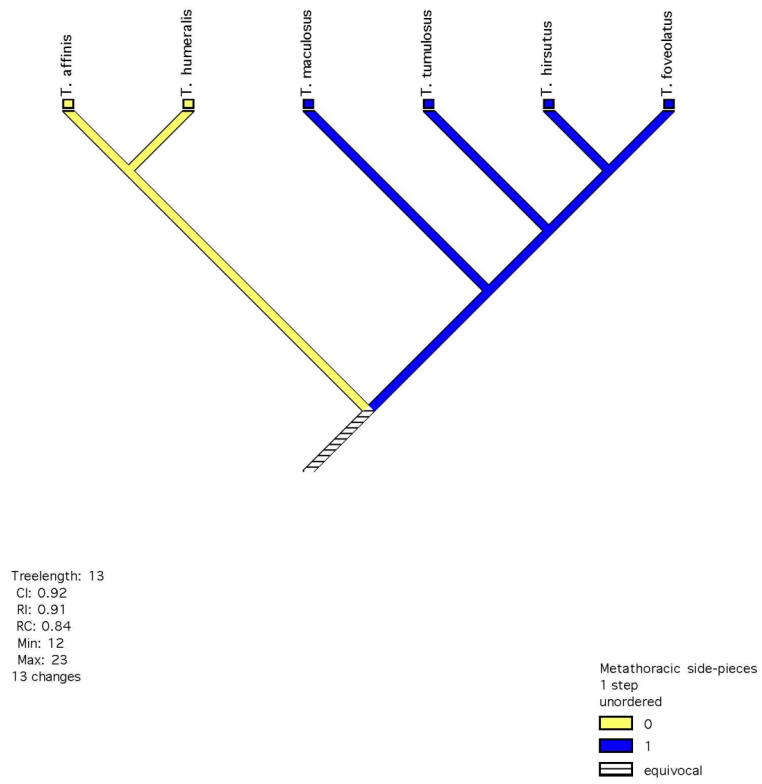 T. affinis
T. humeralis
T. maculosus
T. tumulosus
T. hirsutus
T. foveolatus
Treelength: 13
CI: 0.92
RI: 0.91
RC: 0.84
Min: 12
Max: 23
13 changes
Metathoracic side-pieces
1 step
unordered
0
1
equivocal